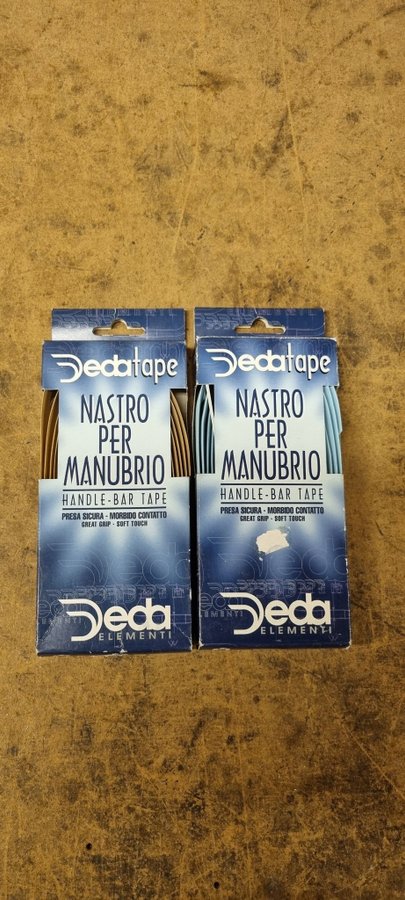 Dedatape
NASTRO
PER
MANUBRIO
HANDLE-BAR TAPE
PRESA SICURA - MORBIDO CONTATTO
GREAT GRIP - SOFT TOUCH
Deda
ELEMENTI
Dedatape
NASTRO
PER
MANUBRIO
HANDLE-BAR TAPE
PRESA SICURA - MORBIDO CONTATTO
GREAT GRIP - SOFT TOUCH
Deda
ELEMENTI